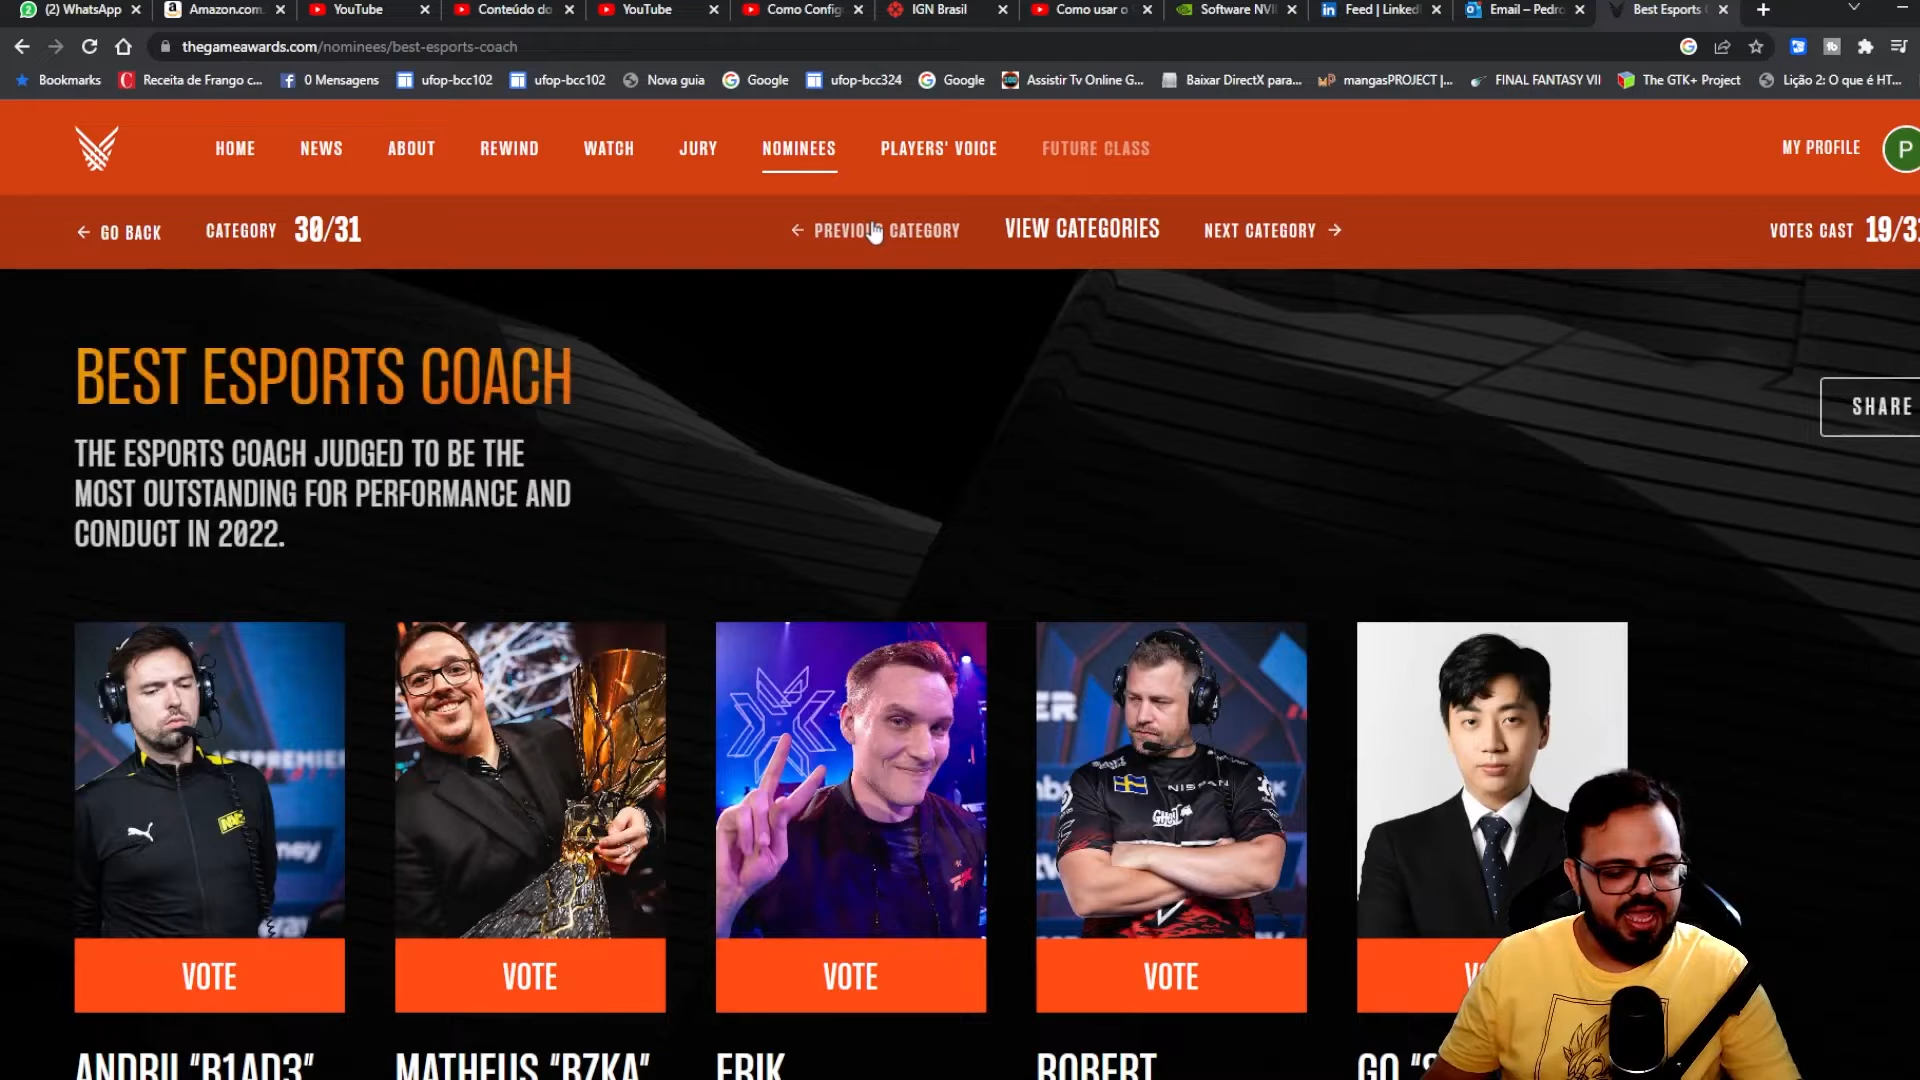 (2) WhatsApp
Amazon.com
YouTube
Conteúdo do
YouTube
Como Config
IGN Brasil
Como usar o
Software NVI
Feed | Linked
Email – Pedro
Best Esports
thegameawards.com/nominees/best-esports-coach
Bookmarks
Receita de Frango c...
0 Mensagens
ufop-bcc102
ufop-bcc102
Nova guia
Google
ufop-bcc324
Google
Assistir Tv Online G...
Baixar DirectX para...
mangasPROJECT |...
FINAL FANTASY VII
The GTK+ Project
Lição 2: O que é HT...
HOME
NEWS
ABOUT
REWIND
WATCH
JURY
NOMINEES
PLAYERS' VOICE
FUTURE CLASS
MY PROFILE
P
← GO BACK
CATEGORY 30/31
← PREVIOUS CATEGORY
VIEW CATEGORIES
NEXT CATEGORY →
VOTES CAST 19/31
BEST ESPORTS COACH
SHARE
THE ESPORTS COACH JUDGED TO BE THE
MOST OUTSTANDING FOR PERFORMANCE AND
CONDUCT IN 2022.
VOTE
VOTE
VOTE
VOTE
ANDRII "B1AD3"
MATHEUS "BZKA"
ERIK
ROBERT
GO "S